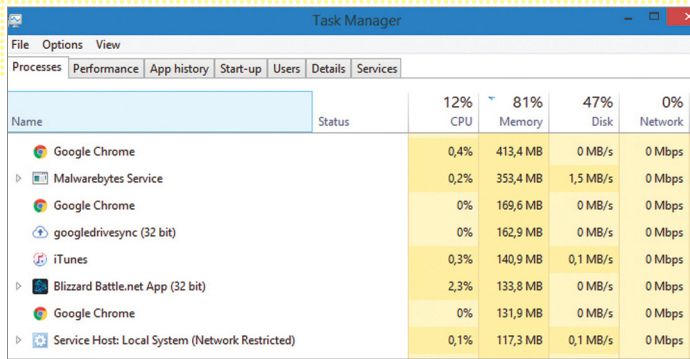 Task Manager
File Options View
Processes Performance App history Start-up Users Details Services
12% 81% 47% 0%
Name Status CPU Memory Disk Network
Google Chrome 0,4% 413,4 MB 0 MB/s 0 Mbps
Malwarebytes Service 0,2% 353,4 MB 1,5 MB/s 0 Mbps
Google Chrome 0% 169,6 MB 0 MB/s 0 Mbps
googledrivesync (32 bit) 0% 162,9 MB 0 MB/s 0 Mbps
iTunes 0,3% 140,9 MB 0,1 MB/s 0 Mbps
Blizzard Battle.net App (32 bit) 2,3% 133,8 MB 0 MB/s 0 Mbps
Google Chrome 0% 131,9 MB 0 MB/s 0 Mbps
Service Host: Local System (Network Restricted) 0,1% 117,3 MB 0,1 MB/s 0 Mbps